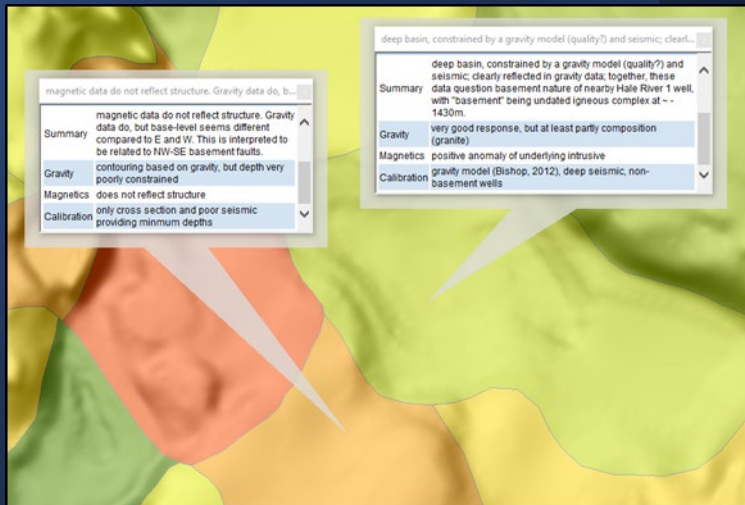 magnetic data do not reflect structure. Gravity data do, b...
Summary
magnetic data do not reflect structure. Gravity
data do, but base-level seems different
compared to E and W. This is interpreted to
be related to NW-SE basement faults.
Gravity
contouring based on gravity, but depth very
poorly constrained
Magnetics does not reflect structure
Calibration
only cross section and poor seismic
providing minmum depths
deep basin, constrained by a gravity model (quality?) and seismic; clearl...
Summary
deep basin, constrained by a gravity model (quality?) and
seismic; clearly reflected in gravity data; together, these
data question basement nature of nearby Hale River 1 well,
with "basement" being undated igneous complex at ~ -
1430m.
Gravity
very good response, but at least partly composition
(granite)
Magnetics positive anomaly of underlying intrusive
Calibration
gravity model (Bishop, 2012), deep seismic, non-
basement wells